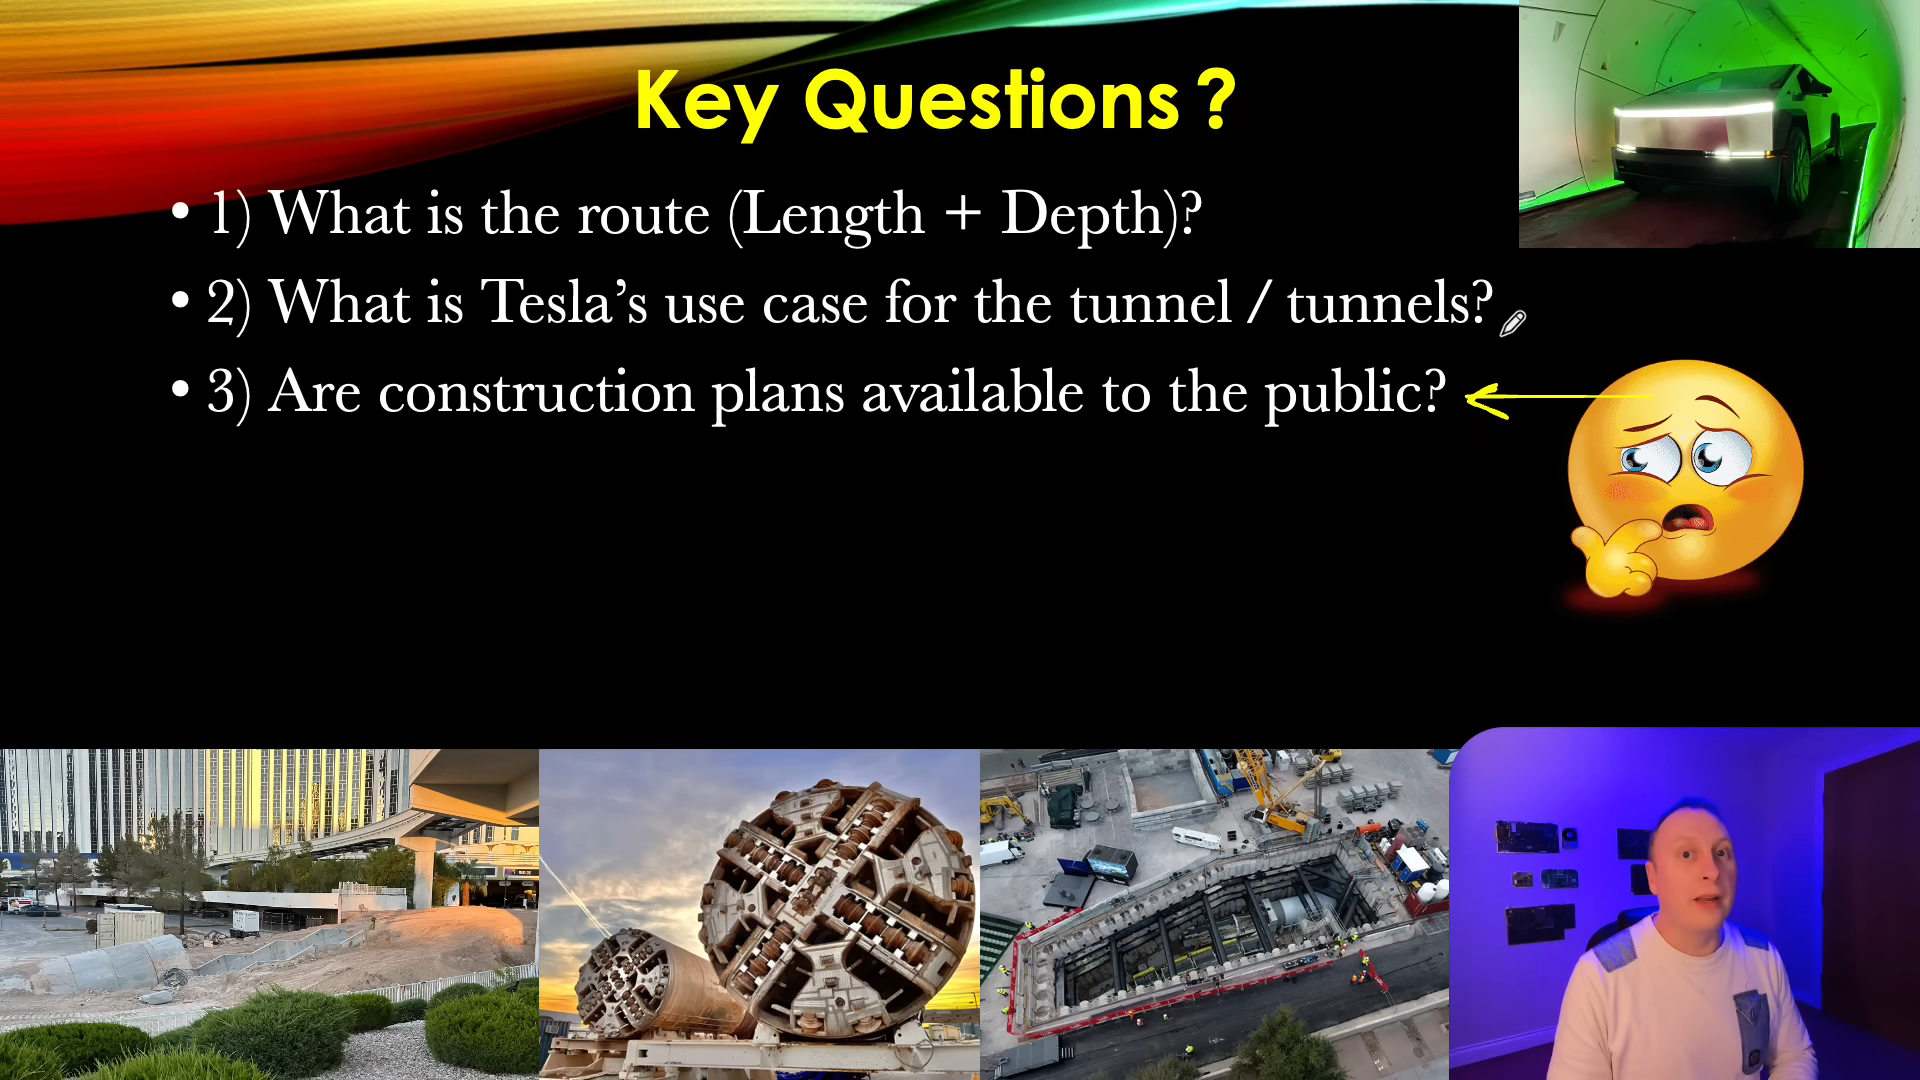 Key Questions ?
• 1) What is the route (Length + Depth)?
• 2) What is Tesla’s use case for the tunnel / tunnels?
• 3) Are construction plans available to the public?